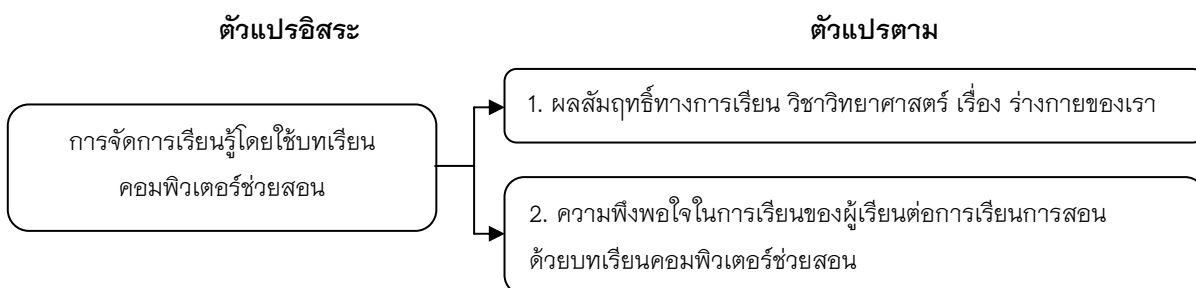 ตัวแปรอิสระ
ตัวแปรตาม
การจัดการเรียนรู้โดยใช้บทเรียน
คอมพิวเตอร์ช่วยสอน
1. ผลสัมฤทธิ์ทางการเรียน วิชาวิทยาศาสตร์ เรื่อง ร่างกายของเรา
2. ความพึงพอใจในการเรียนของผู้เรียนต่อการเรียนการสอน
ด้วยบทเรียนคอมพิวเตอร์ช่วยสอน